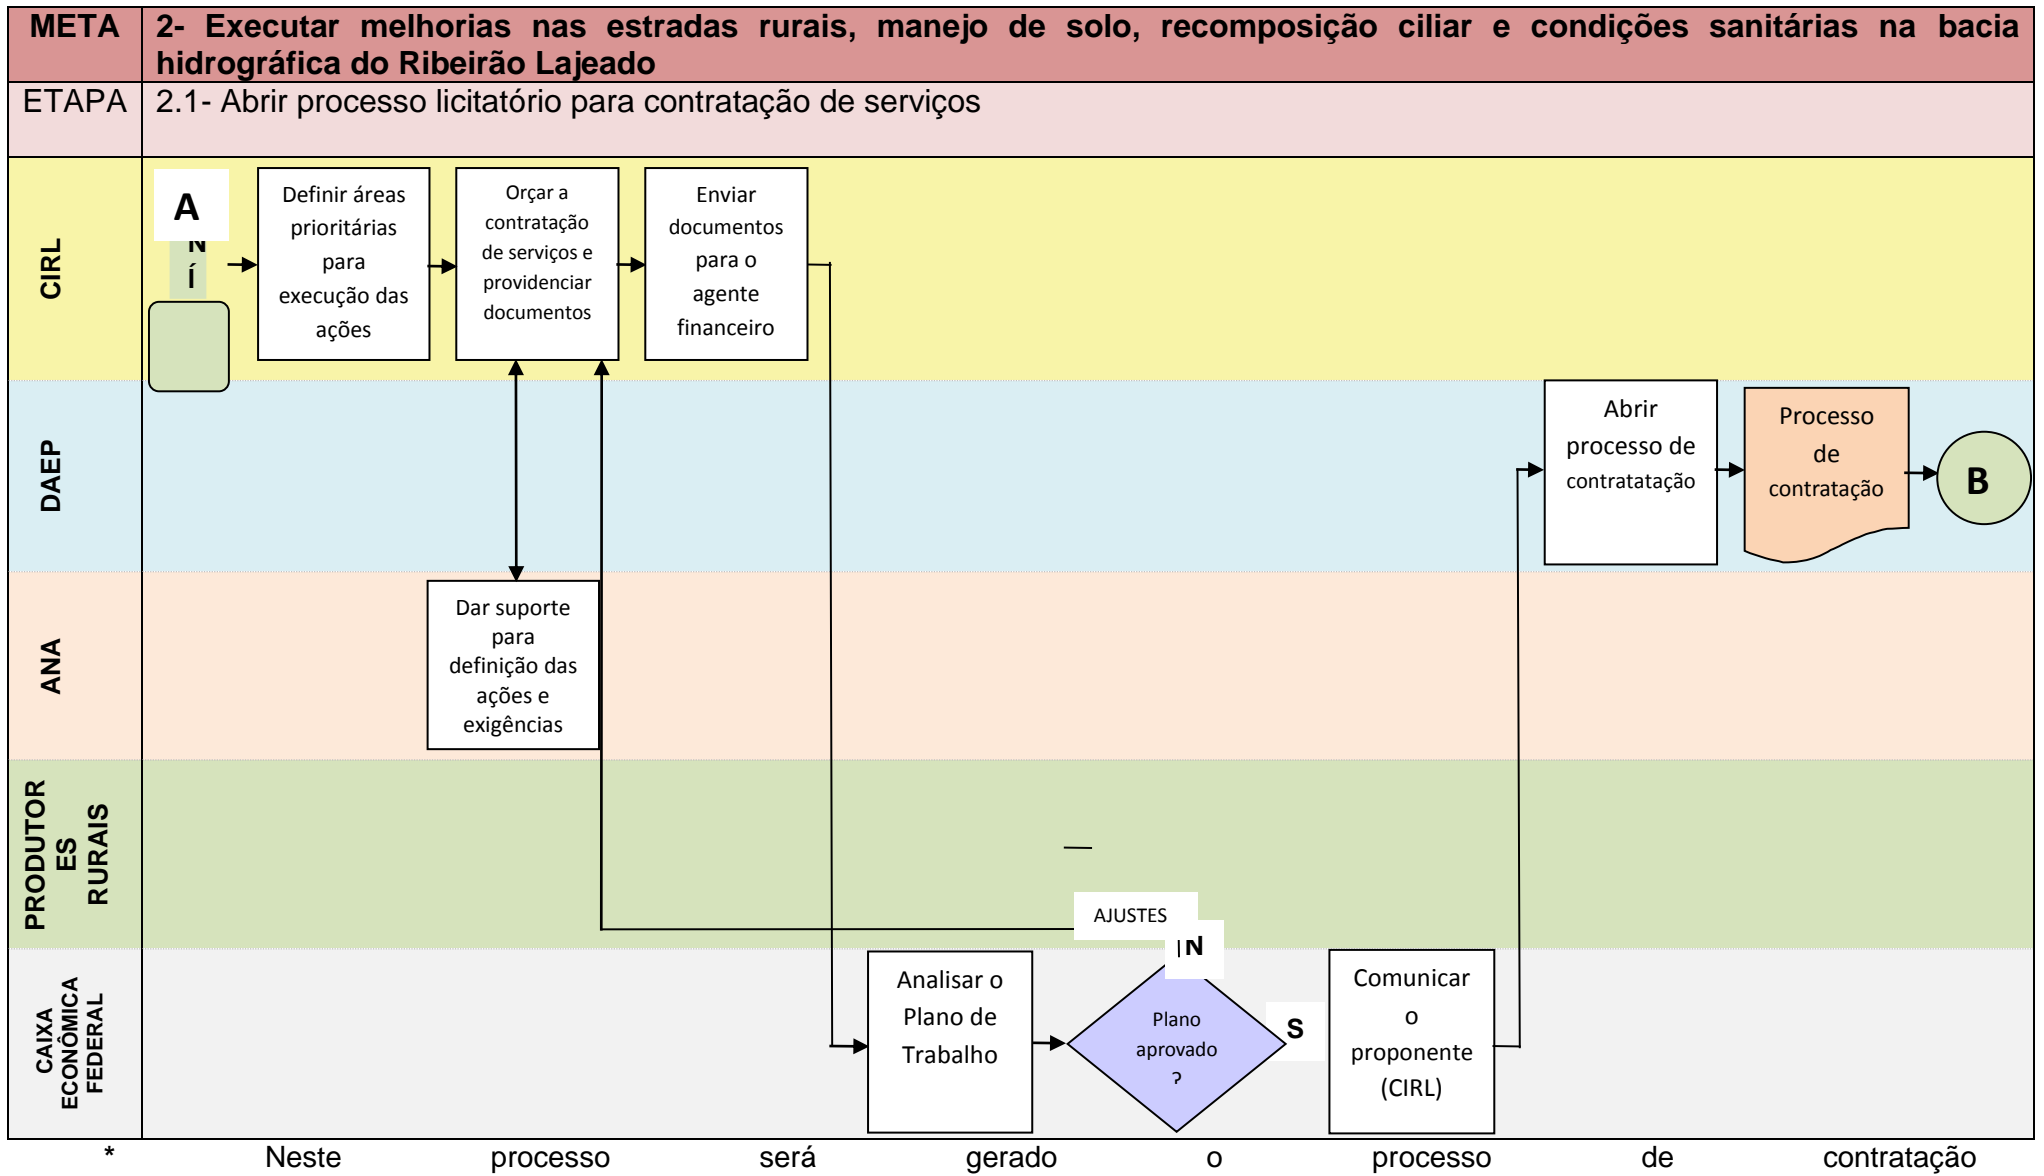 META
2- Executar melhorias nas estradas rurais, manejo de solo, recomposição ciliar e condições sanitárias na bacia
hidrográfica do Ribeirão Lajeado
ETAPA
2.1- Abrir processo licitatório para contratação de serviços
CIRL
A
N
Í
Definir áreas
prioritárias
para
execução das
ações
Orçar a
contratação
de serviços e
providenciar
documentos
Enviar
documentos
para o
agente
financeiro
DAEP
Abrir
processo de
contratatação
Processo
de
contratação
B
ANA
Dar suporte
para
definição das
ações e
exigências
PRODUTOR
ES
RURAIS
AJUSTES
N
CAIXA
ECONÔMICA
FEDERAL
Analisar o
Plano de
Trabalho
Plano
aprovado
?
S
Comunicar
o
proponente
(CIRL)
* Neste processo será gerado o processo de contratação